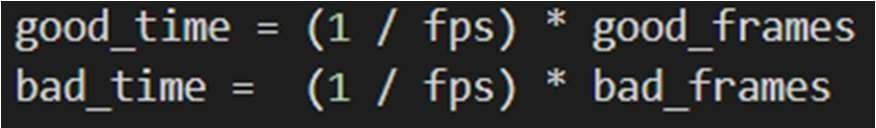 good_time = (1 / fps) * good_frames
bad_time =  (1 / fps) * bad_frames